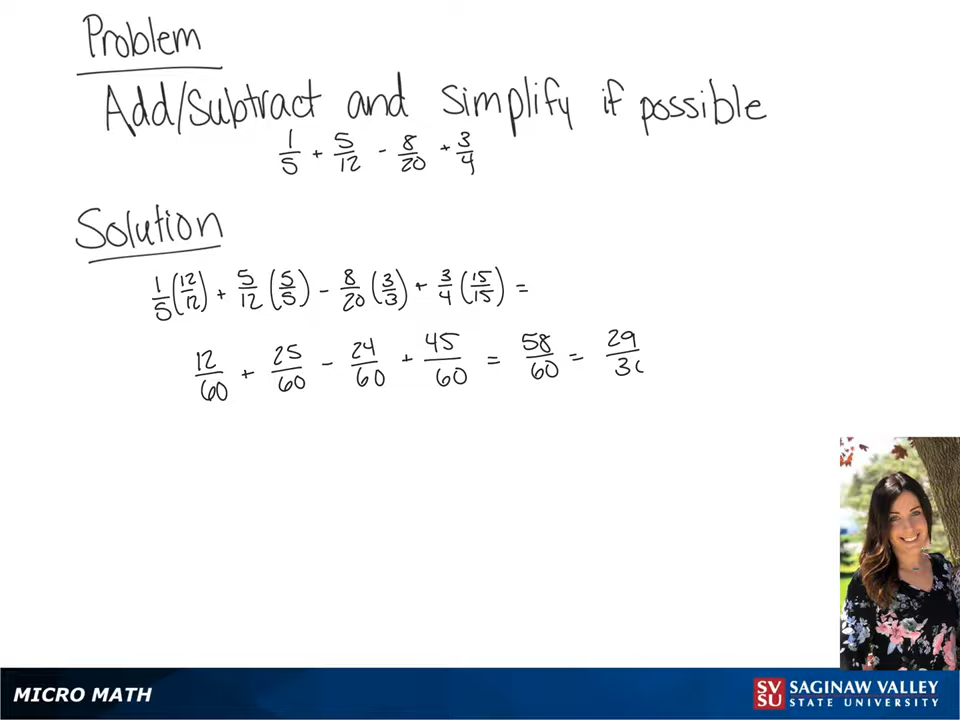 Problem
Add/Subtract and simplify if possible
1/5 + 5/12 - 8/20 + 3/4
Solution
1/5 (12/12) + 5/12 (5/5) - 8/20 (3/3) + 3/4 (15/15) =
12/60 + 25/60 - 24/60 + 45/60 = 58/60 = 29/3
MICRO MATH
SVSU SAGINAW VALLEY
STATE UNIVERSITY